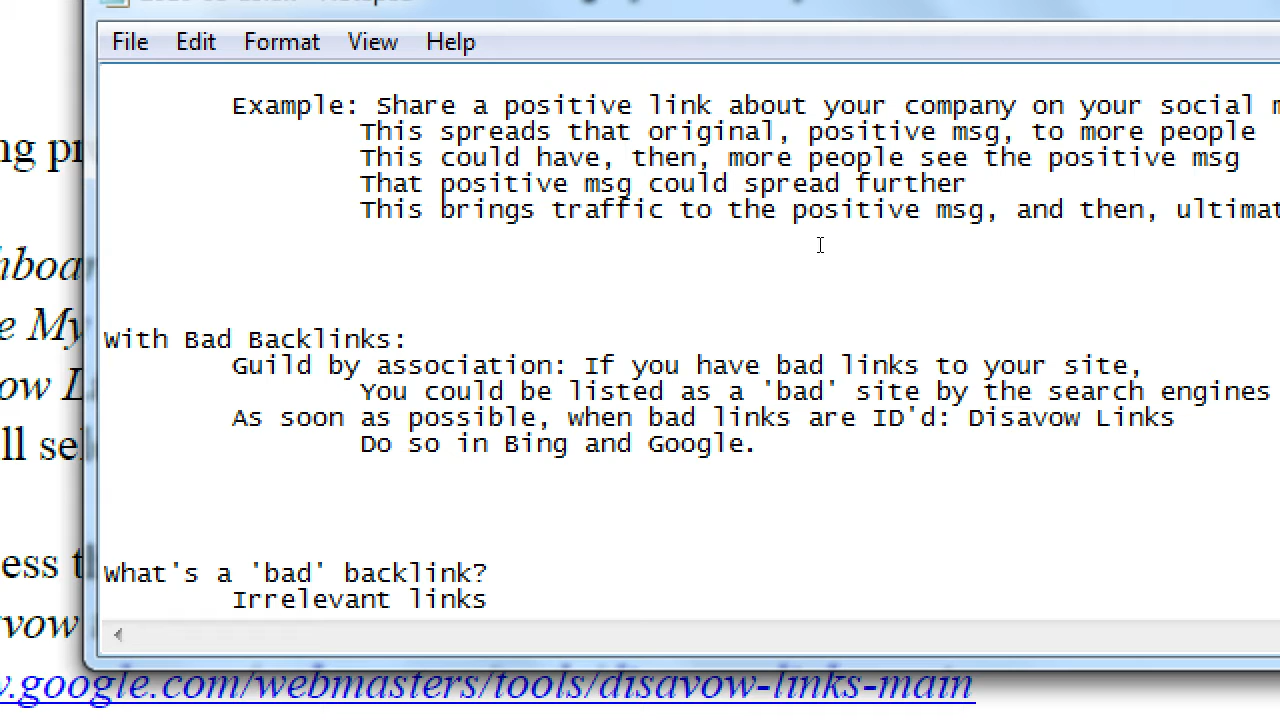 File Edit Format View Help
Example: Share a positive link about your company on your social
This spreads that original, positive msg, to more people
This could have, then, more people see the positive msg
That positive msg could spread further
This brings traffic to the positive msg, and then,
With Bad Backlinks:
Guild by association: If you have bad links to your site,
You could be listed as a 'bad' site by the search engines
As soon as possible, when bad links are ID'd: Disavow Links
Do so in Bing and Google.
What's a 'bad' backlink?
Irrelevant links
ng
e My
ow
ll
ess
.google.com/webmasters/tools/disavow-links-main